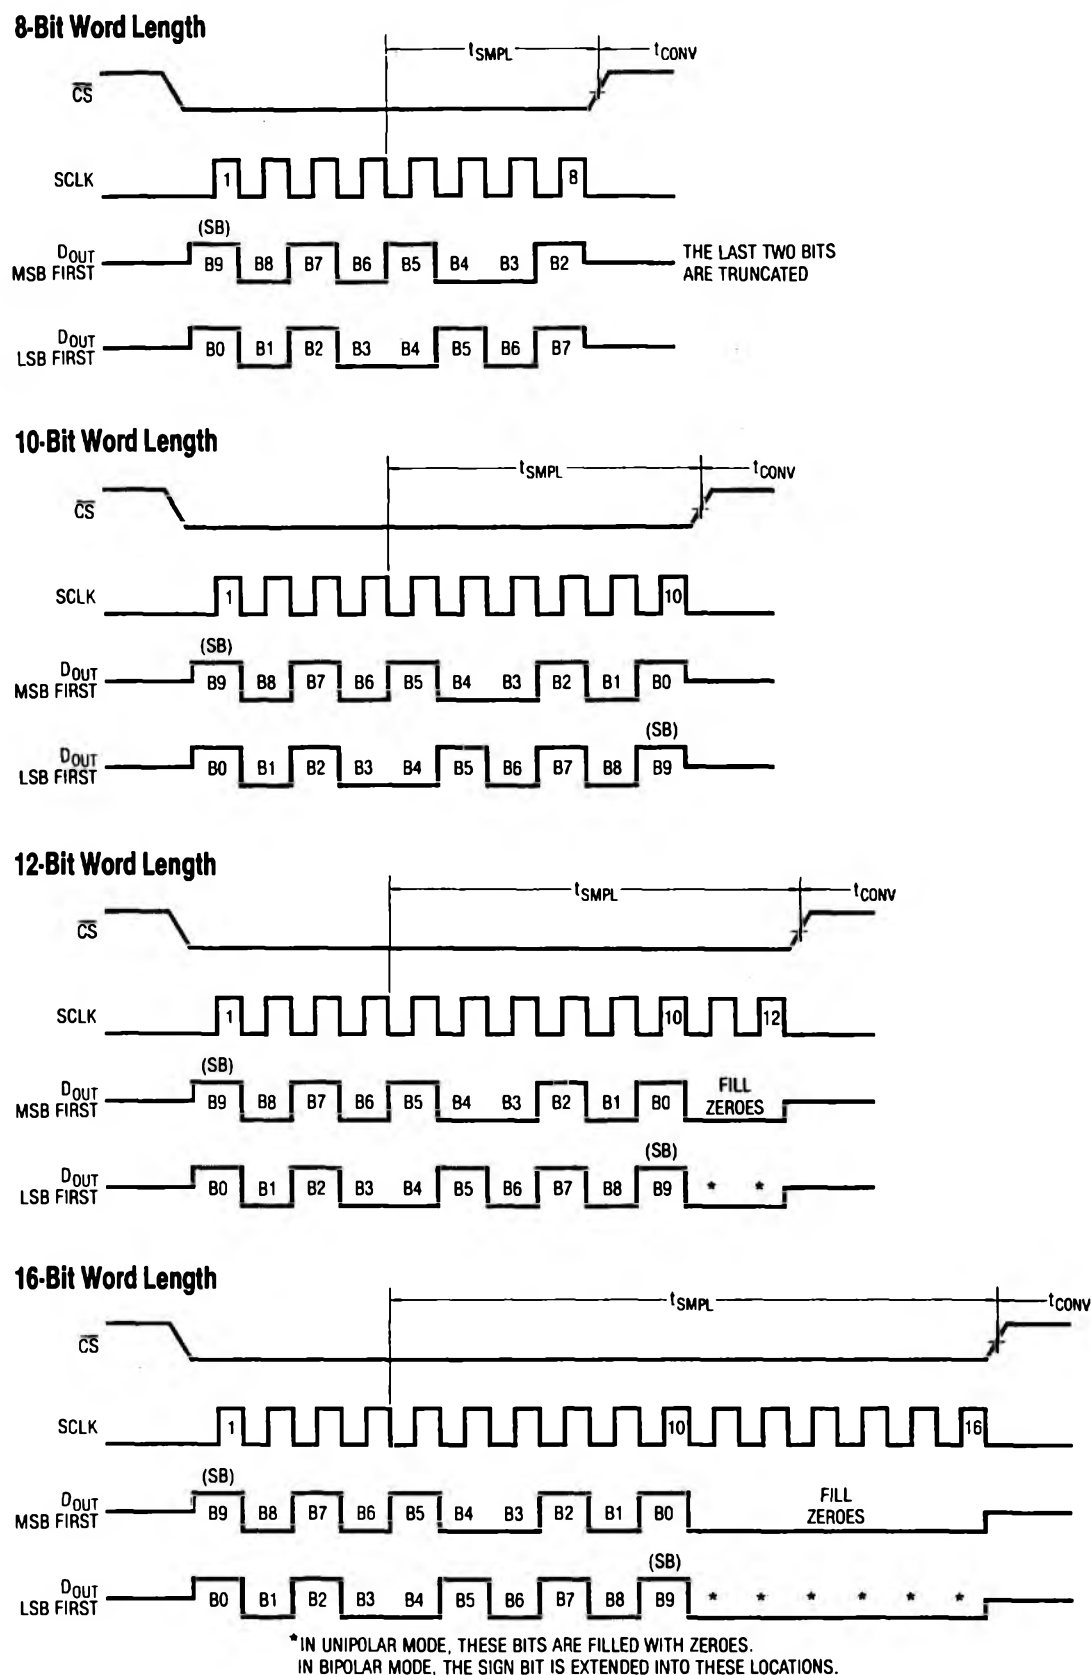 8-Bit Word Length
tSMPL
tCONV
CS
SCLK
1
8
(SB)
DOUT
MSB FIRST
B9 B8 B7 B6 B5 B4 B3 B2
THE LAST TWO BITS
ARE TRUNCATED
DOUT
LSB FIRST
B0 B1 B2 B3 B4 B5 B6 B7
10-Bit Word Length
tSMPL
tCONV
CS
SCLK
1
10
(SB)
DOUT
MSB FIRST
B9 B8 B7 B6 B5 B4 B3 B2 B1 B0
(SB)
DOUT
LSB FIRST
B0 B1 B2 B3 B4 B5 B6 B7 B8 B9
12-Bit Word Length
tSMPL
tCONV
CS
SCLK
1
10
12
(SB)
DOUT
MSB FIRST
B9 B8 B7 B6 B5 B4 B3 B2 B1 B0
FILL
ZEROES
(SB)
DOUT
LSB FIRST
B0 B1 B2 B3 B4 B5 B6 B7 B8 B9 * *
16-Bit Word Length
tSMPL
tCONV
CS
SCLK
1
10
16
(SB)
DOUT
MSB FIRST
B9 B8 B7 B6 B5 B4 B3 B2 B1 B0
FILL
ZEROES
(SB)
DOUT
LSB FIRST
B0 B1 B2 B3 B4 B5 B6 B7 B8 B9 * * * * * *
*IN UNIPOLAR MODE, THESE BITS ARE FILLED WITH ZEROES.
IN BIPOLAR MODE, THE SIGN BIT IS EXTENDED INTO THESE LOCATIONS.